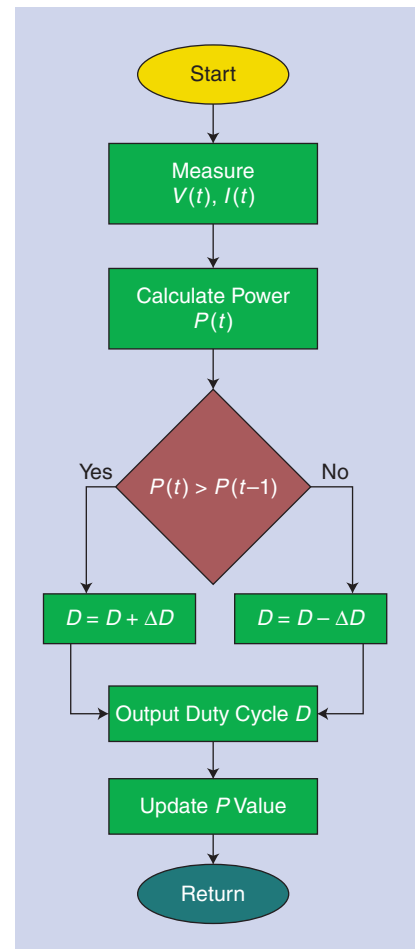 Start
Measure
V(t), I(t)
Calculate Power
P(t)
Yes
P(t) > P(t–1)
No
D = D + ΔD
D = D – ΔD
Output Duty Cycle D
Update P Value
Return